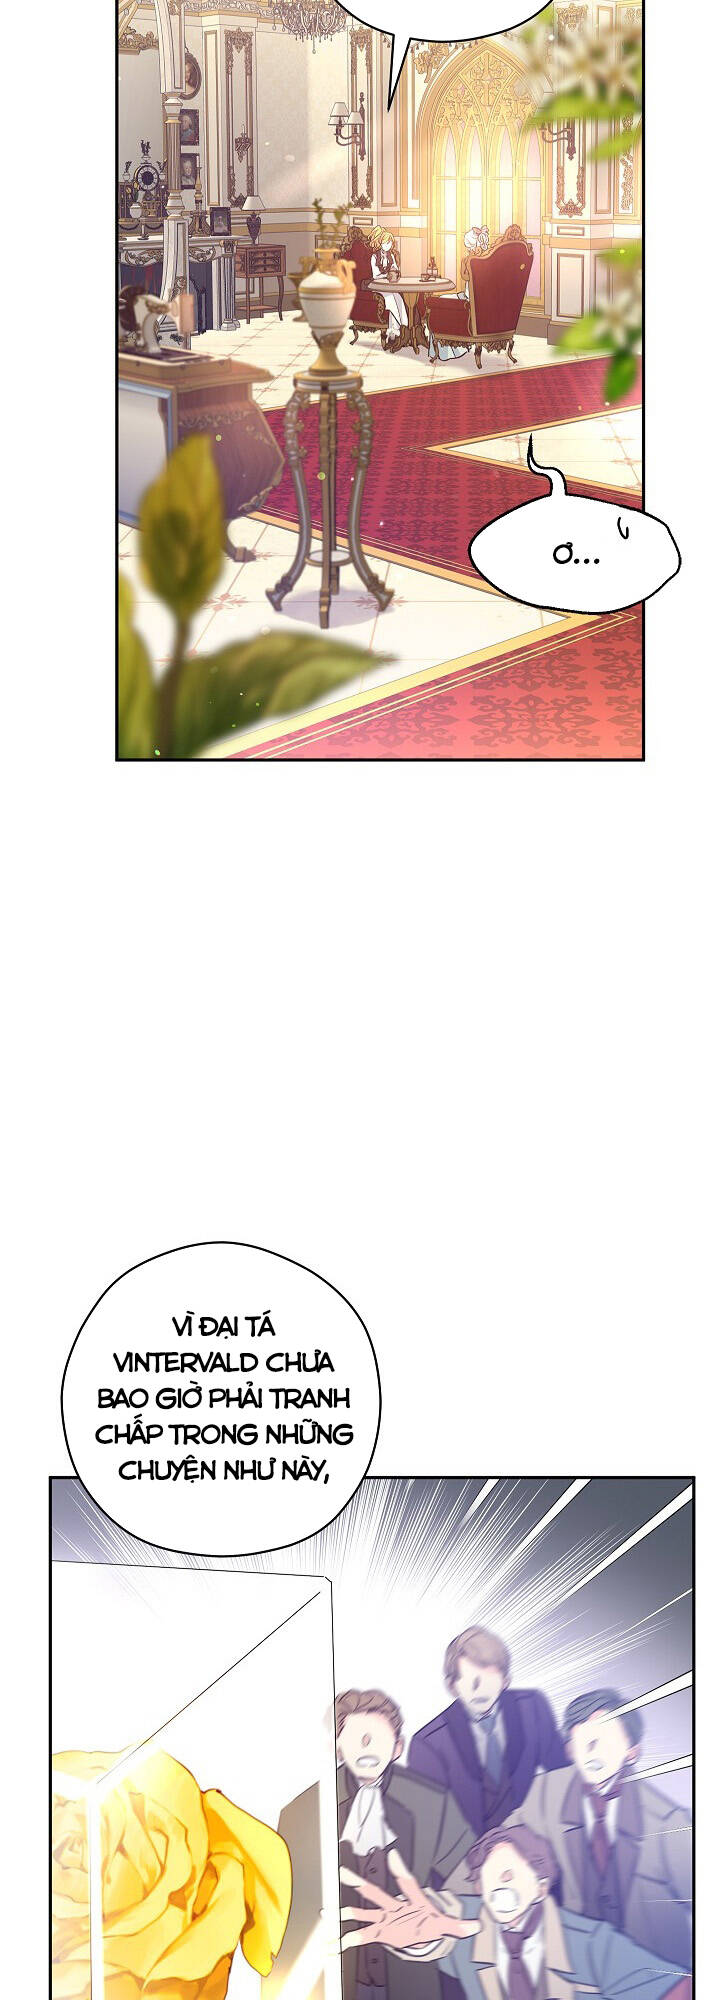 Ơ...
VÌ ĐẠI TÁ
VINTERVALD CHƯA
BAO GIỜ PHẢI TRANH
CHẤP TRONG NHỮNG
CHUYỆN NHƯ NÀY,